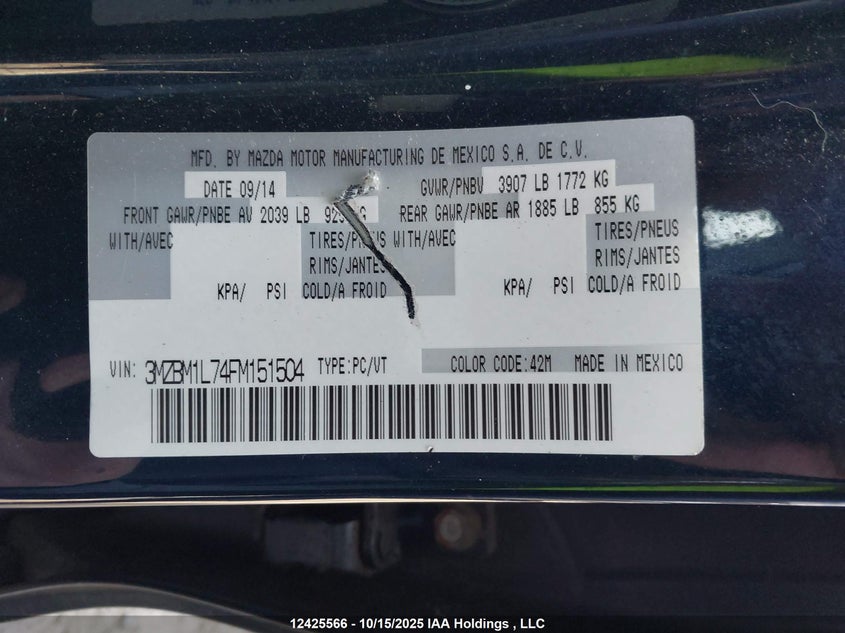 MFD. BY MAZDA MOTOR MANUFACTURING DE MEXICO S.A. DE C.V.
DATE 09/14 GVWR/PNBV 3907 LB 1772 KG
FRONT GAWR/PNBE AV 2039 LB REAR GAWR/PNBE AR 1885 LB 855 KG
WITH/AVEC TIRES/PNEUS WITH/AVEC TIRES/PNEUS
RIMS/JANTES RIMS/JANTES
KPA/ PSI COLD/A FROID KPA/ PSI COLD/A FROID
VIN: 3MZBM1L74FM151504 TYPE:PC/VT COLOR CODE:42M MADE IN MEXICO
12425566 - 10/15/2025 IAA Holdings , LLC